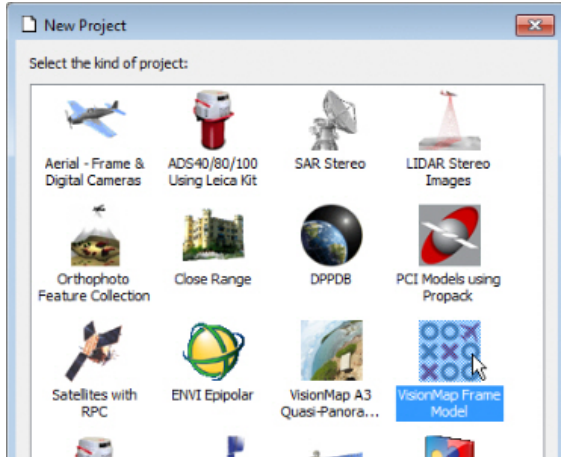 New Project
Select the kind of project:
Aerial - Frame &
Digital Cameras
ADS40/80/100
Using Leica Kit
SAR Stereo
LIDAR Stereo
Images
Orthophoto
Feature Collection
Close Range
DPPDB
PCI Models using
Propack
Satellites with
RPC
ENVI Epipolar
VisionMap A3
Quasi-Panora...
VisionMap Frame
Model